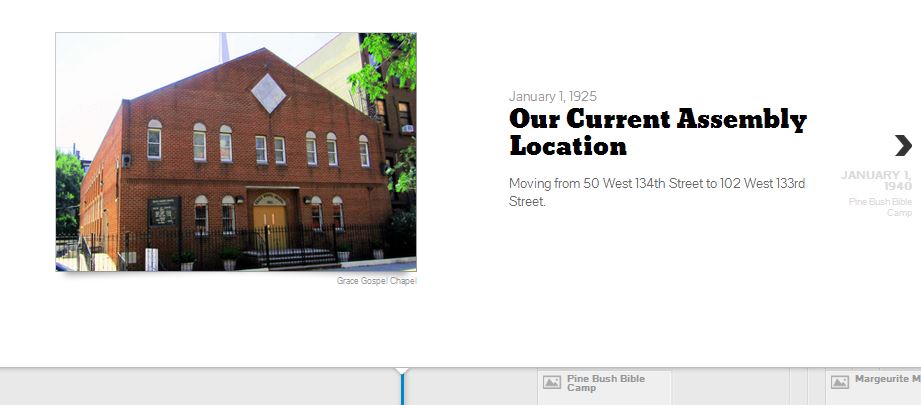 January 1, 1925
Our Current Assembly
Location
Moving from 50 West 134th Street to 102 West 133rd
Street.
JANUARY 1,
1940
Pine Bush Bible
Camp
Grace Gospel Chapel
Pine Bush Bible
Camp
Margeurite M